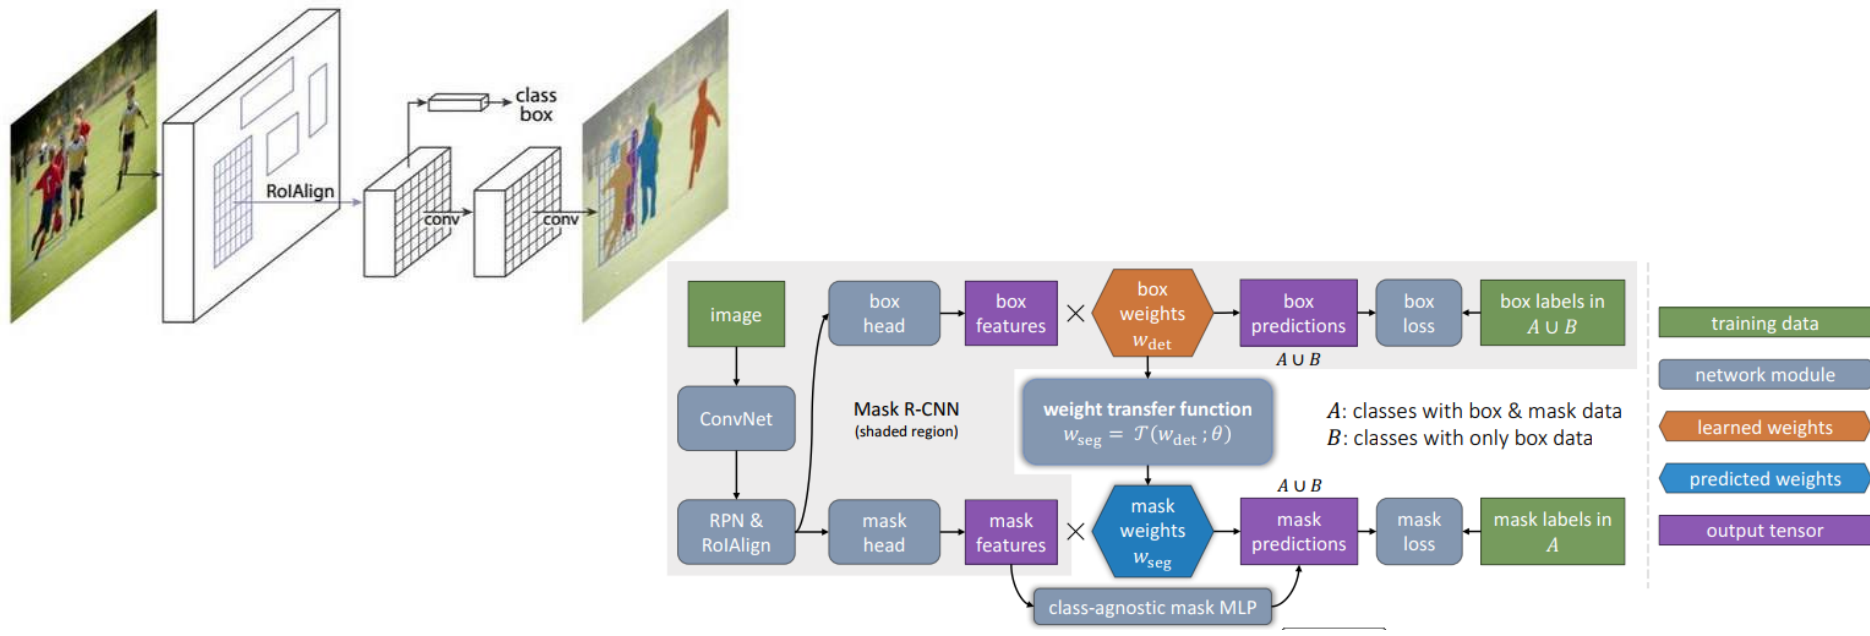 class
box
RoIAlign
conv
conv
image
box
head
box
features
×
box
weights
w_det
box
predictions
A ∪ B
box
loss
box labels in
A ∪ B
training data
network module
learned weights
predicted weights
output tensor
ConvNet
Mask R-CNN
(shaded region)
weight transfer function
w_seg = 𝒯(w_det ; θ)
A: classes with box & mask data
B: classes with only box data
RPN &
RoIAlign
mask
head
mask
features
×
mask
weights
w_seg
A ∪ B
mask
predictions
mask
loss
mask labels in
A
class-agnostic mask MLP